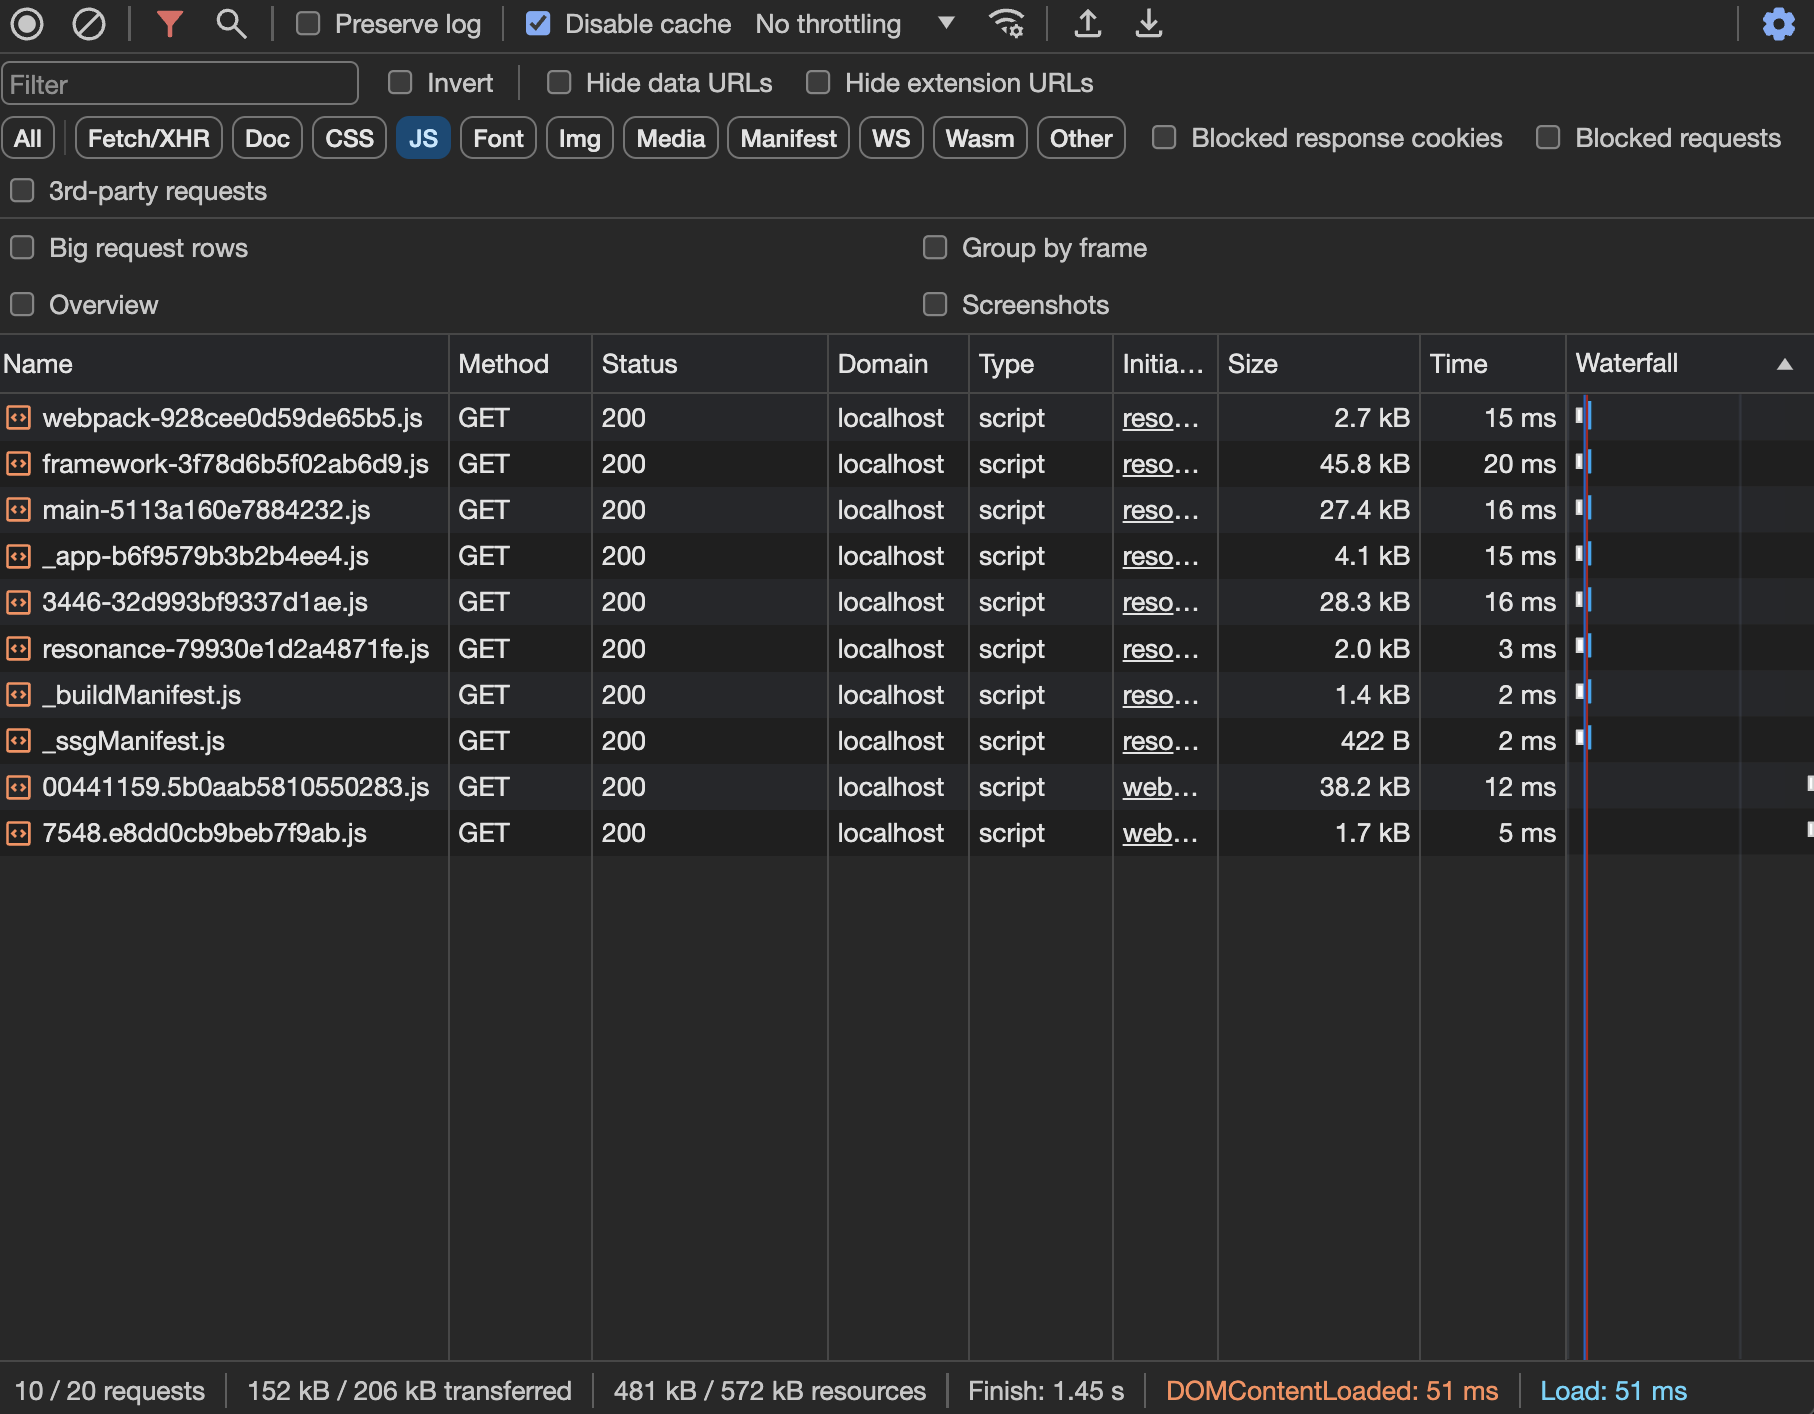 Preserve log Disable cache No throttling
Filter Invert Hide data URLs Hide extension URLs
All Fetch/XHR Doc CSS JS Font Img Media Manifest WS Wasm Other Blocked response cookies Blocked requests
3rd-party requests
Big request rows Group by frame
Overview Screenshots
Name Method Status Domain Type Initia... Size Time Waterfall
webpack-928cee0d59de65b5.js GET 200 localhost script reso... 2.7 kB 15 ms
framework-3f78d6b5f02ab6d9.js GET 200 localhost script reso... 45.8 kB 20 ms
main-5113a160e7884232.js GET 200 localhost script reso... 27.4 kB 16 ms
_app-b6f9579b3b2b4ee4.js GET 200 localhost script reso... 4.1 kB 15 ms
3446-32d993bf9337d1ae.js GET 200 localhost script reso... 28.3 kB 16 ms
resonance-79930e1d2a4871fe.js GET 200 localhost script reso... 2.0 kB 3 ms
_buildManifest.js GET 200 localhost script reso... 1.4 kB 2 ms
_ssgManifest.js GET 200 localhost script reso... 422 B 2 ms
00441159.5b0aab5810550283.js GET 200 localhost script web... 38.2 kB 12 ms
7548.e8dd0cb9beb7f9ab.js GET 200 localhost script web... 1.7 kB 5 ms
10 / 20 requests 152 kB / 206 kB transferred 481 kB / 572 kB resources Finish: 1.45 s DOMContentLoaded: 51 ms Load: 51 ms